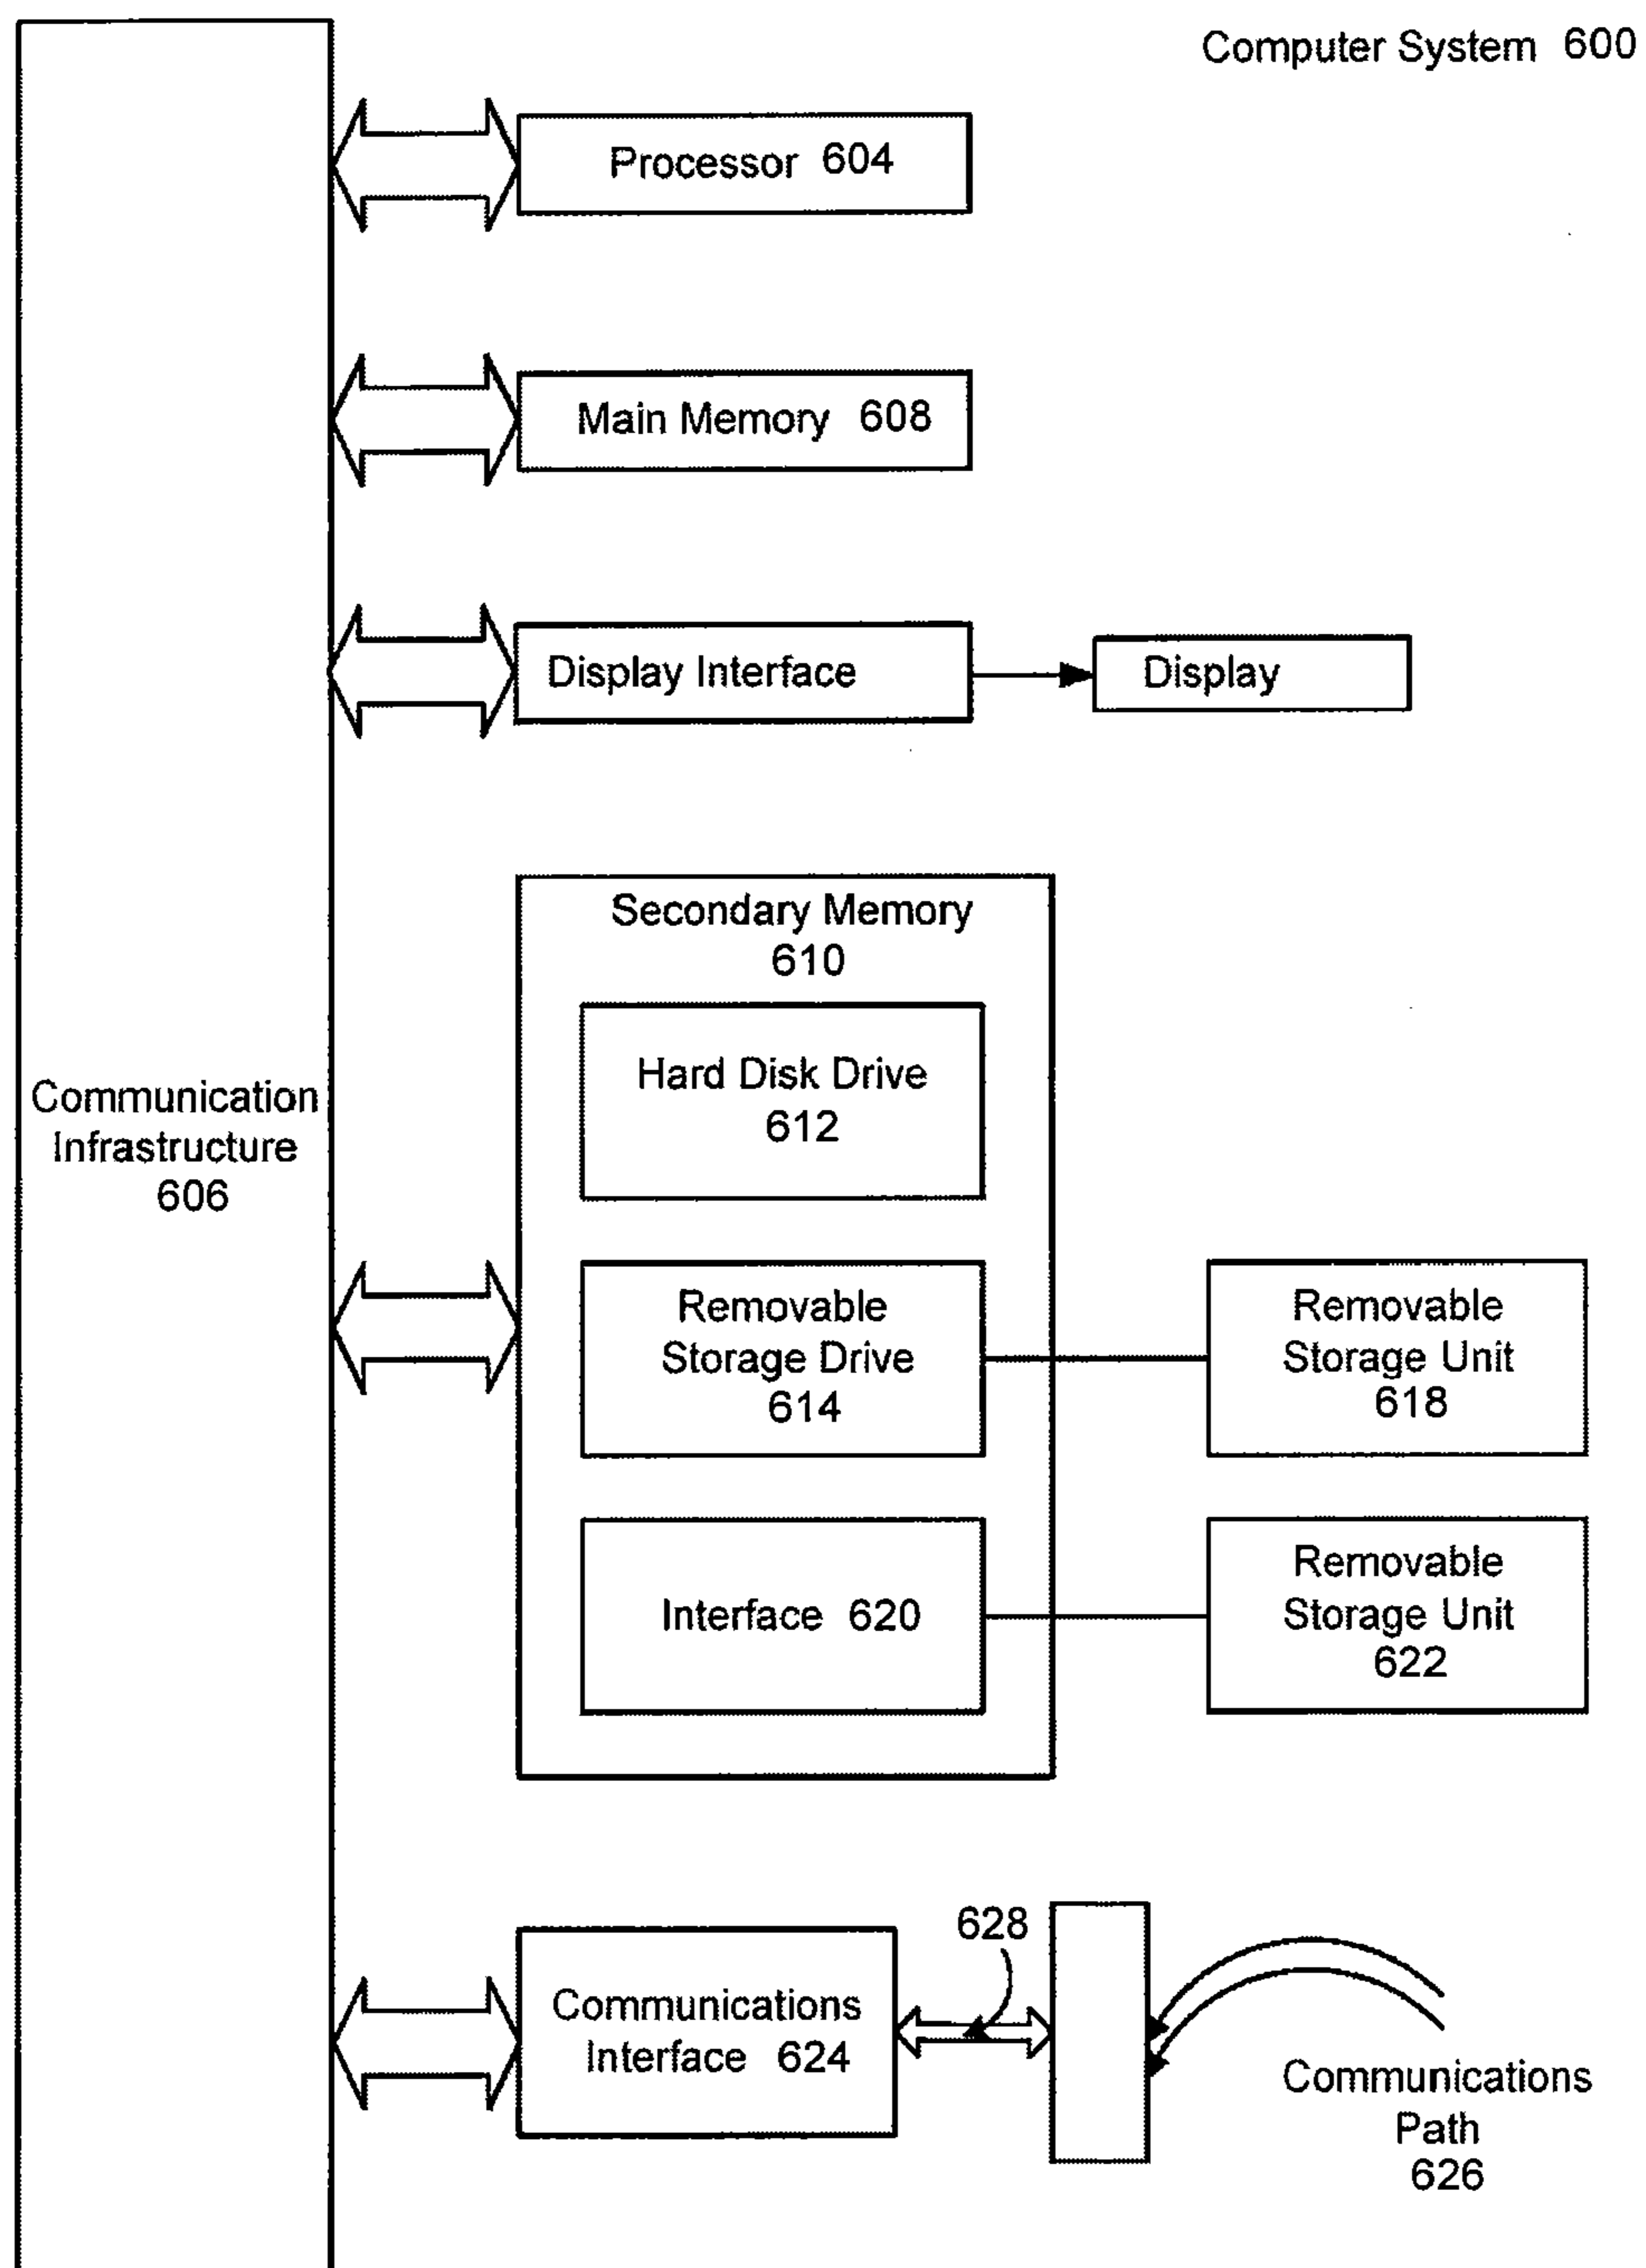 Computer System 600
Processor 604
Main Memory 608
Display Interface
Display
Secondary Memory
610
Hard Disk Drive
612
Communication
Infrastructure
606
Removable
Storage Drive
614
Removable
Storage Unit
618
Interface 620
Removable
Storage Unit
622
628
Communications
Interface 624
Communications
Path
626